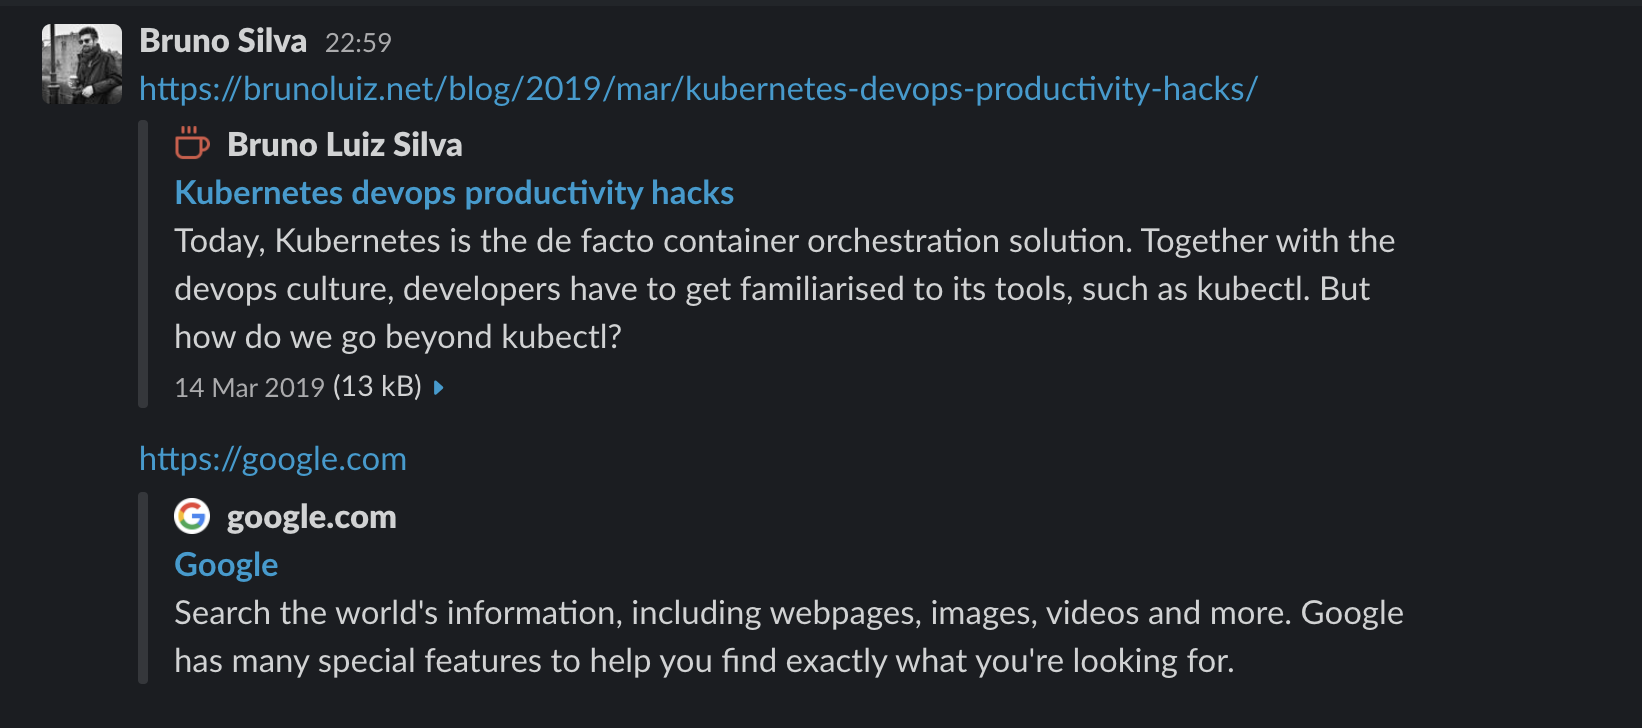 Bruno Silva 22:59
https://brunoluiz.net/blog/2019/mar/kubernetes-devops-productivity-hacks/
Bruno Luiz Silva
Kubernetes devops productivity hacks
Today, Kubernetes is the de facto container orchestration solution. Together with the
devops culture, developers have to get familiarised to its tools, such as kubectl. But
how do we go beyond kubectl?
14 Mar 2019 (13 kB)
https://google.com
google.com
Google
Search the world's information, including webpages, images, videos and more. Google
has many special features to help you find exactly what you're looking for.